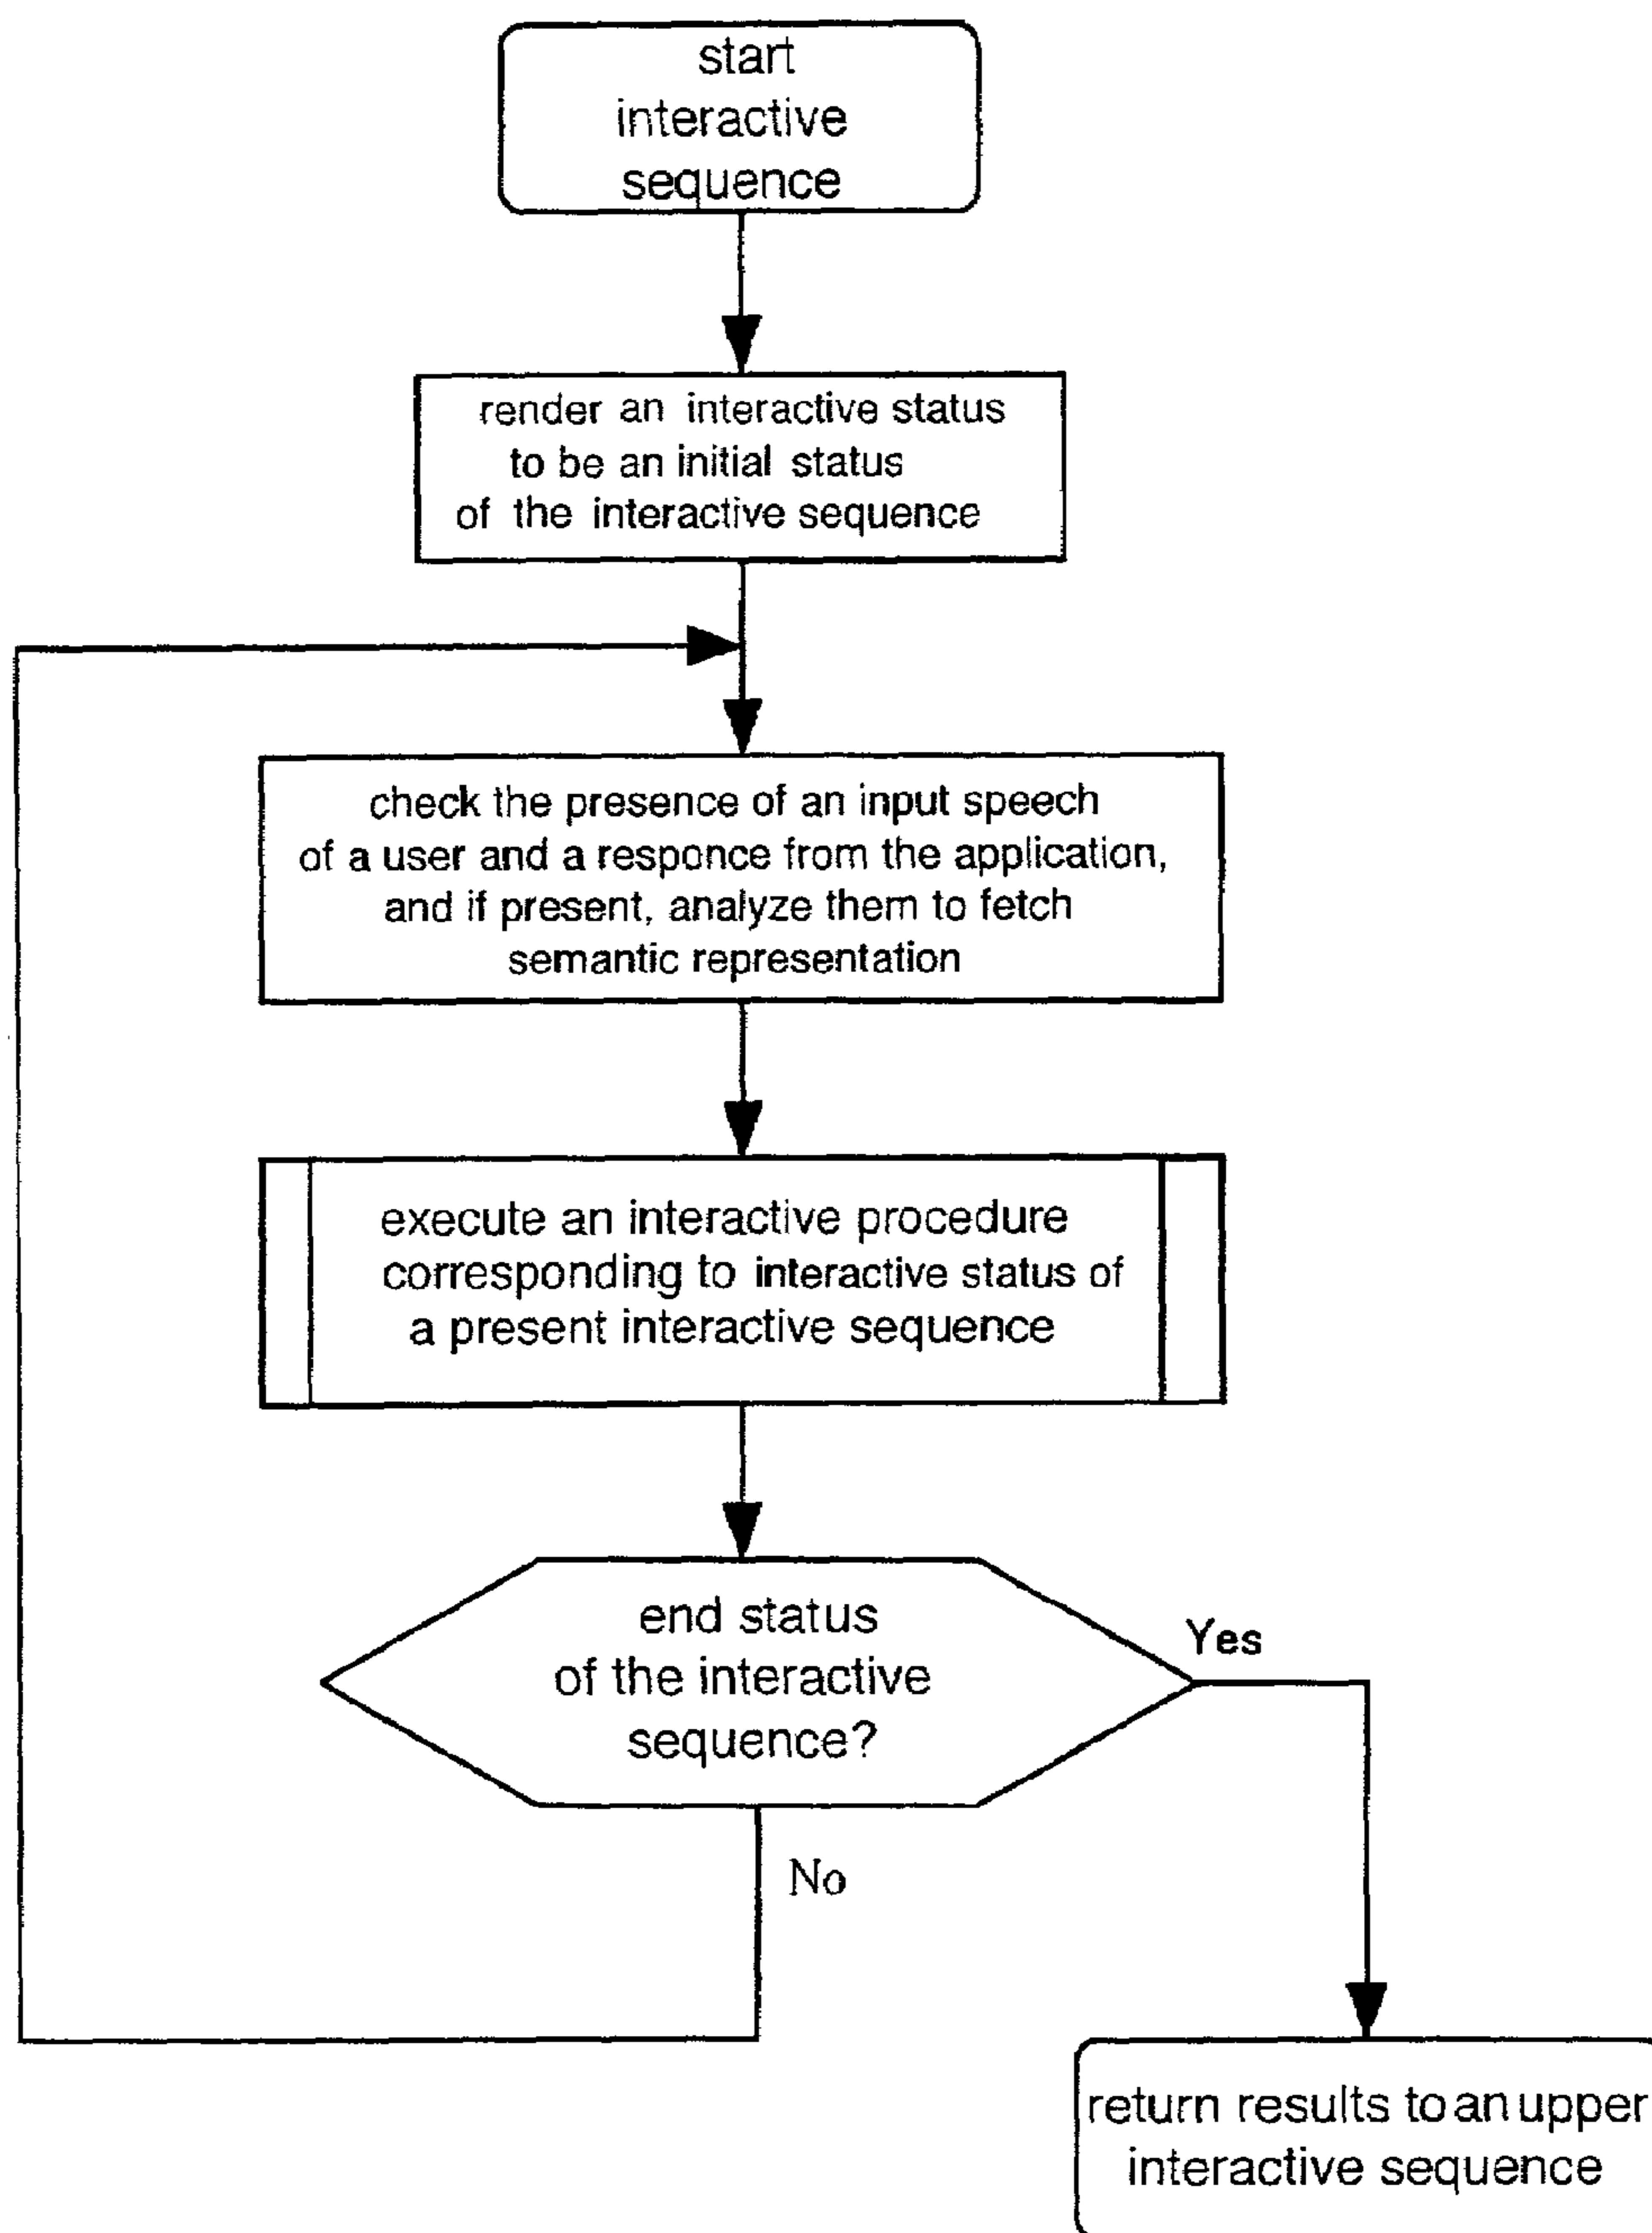 start
interactive
sequence
render an interactive status
to be an initial status
of the interactive sequence
check the presence of an input speech
of a user and a responce from the application,
and if present, analyze them to fetch
semantic representation
execute an interactive procedure
corresponding to interactive status of
a present interactive sequence
end status
of the interactive
sequence?
Yes
No
return results to an upper
interactive sequence